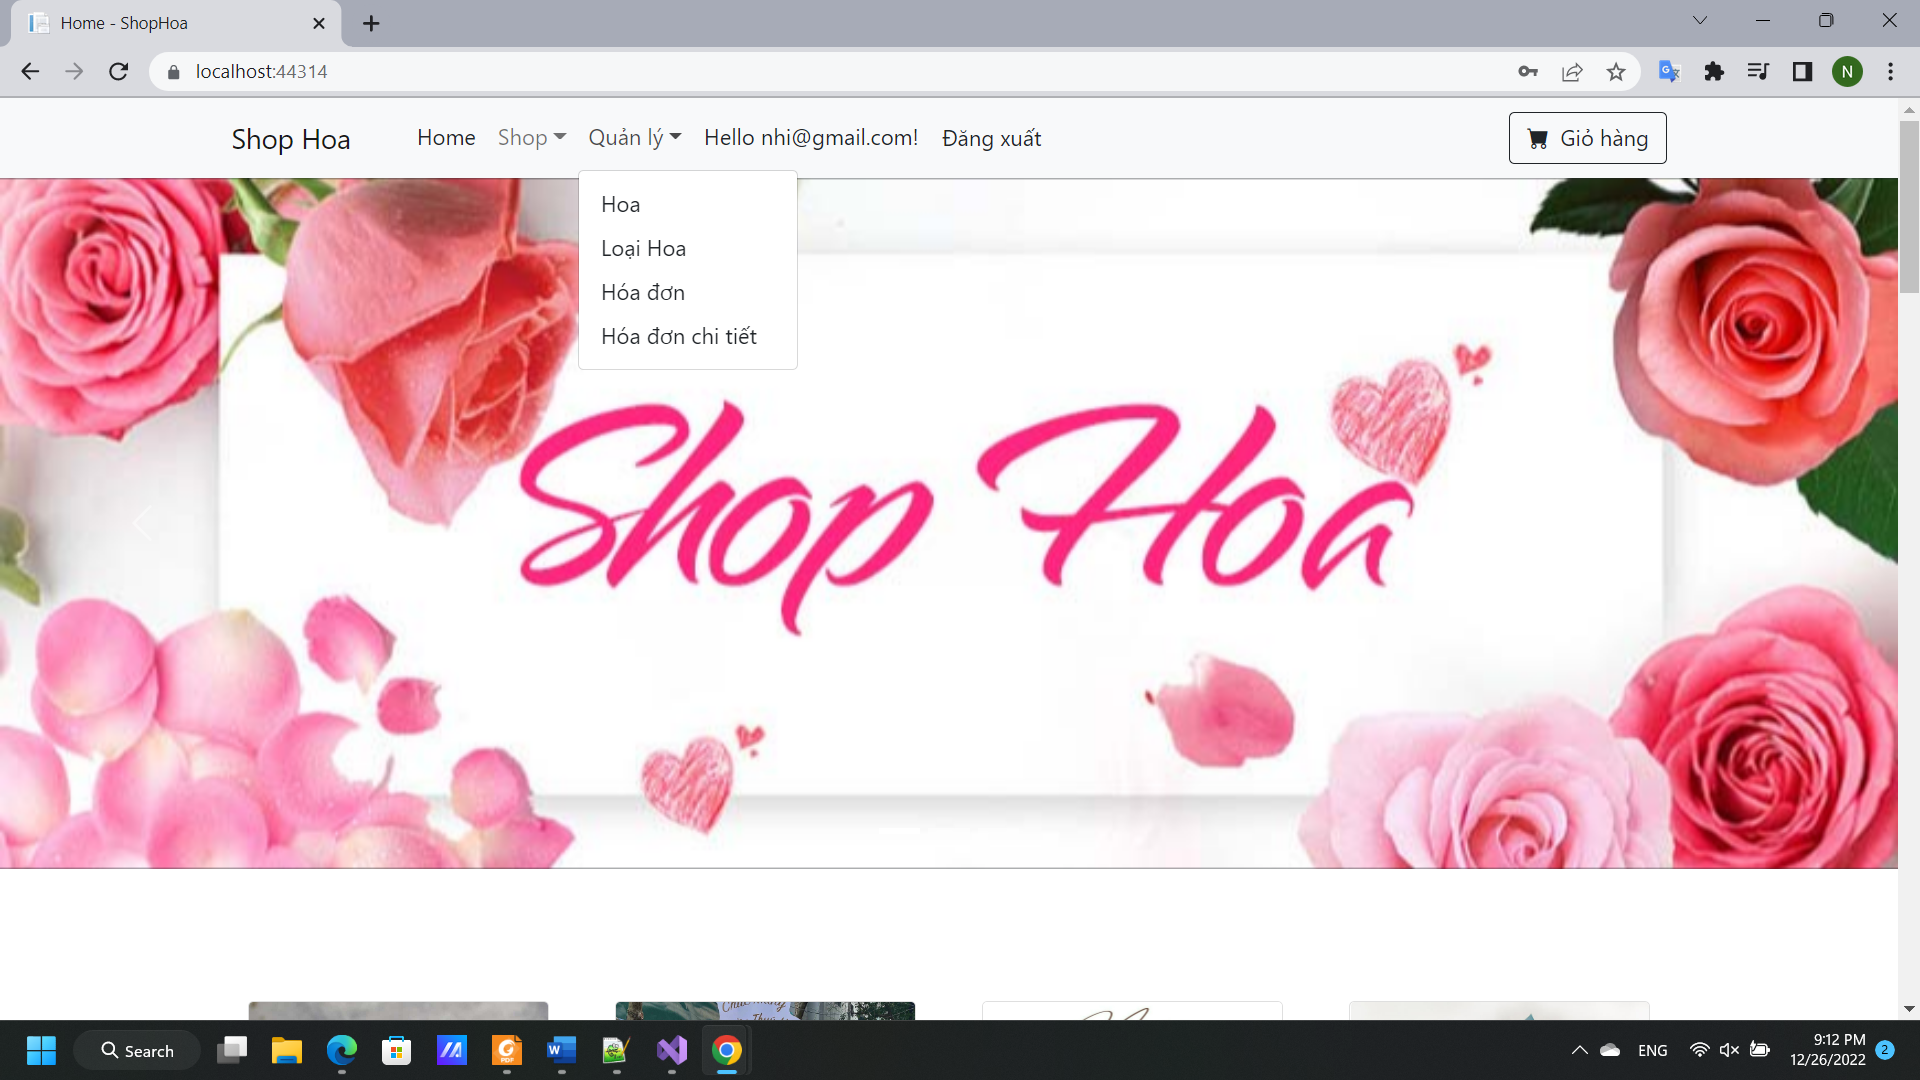 Home - ShopHoa
localhost:44314
N
Shop Hoa
Home
Shop
Quản lý
Hello nhi@gmail.com!
Đăng xuất
Giỏ hàng
Hoa
Loại Hoa
Hóa đơn
Hóa đơn chi tiết
Shop Hoa
Search
ENG
9:12 PM
12/26/2022
2